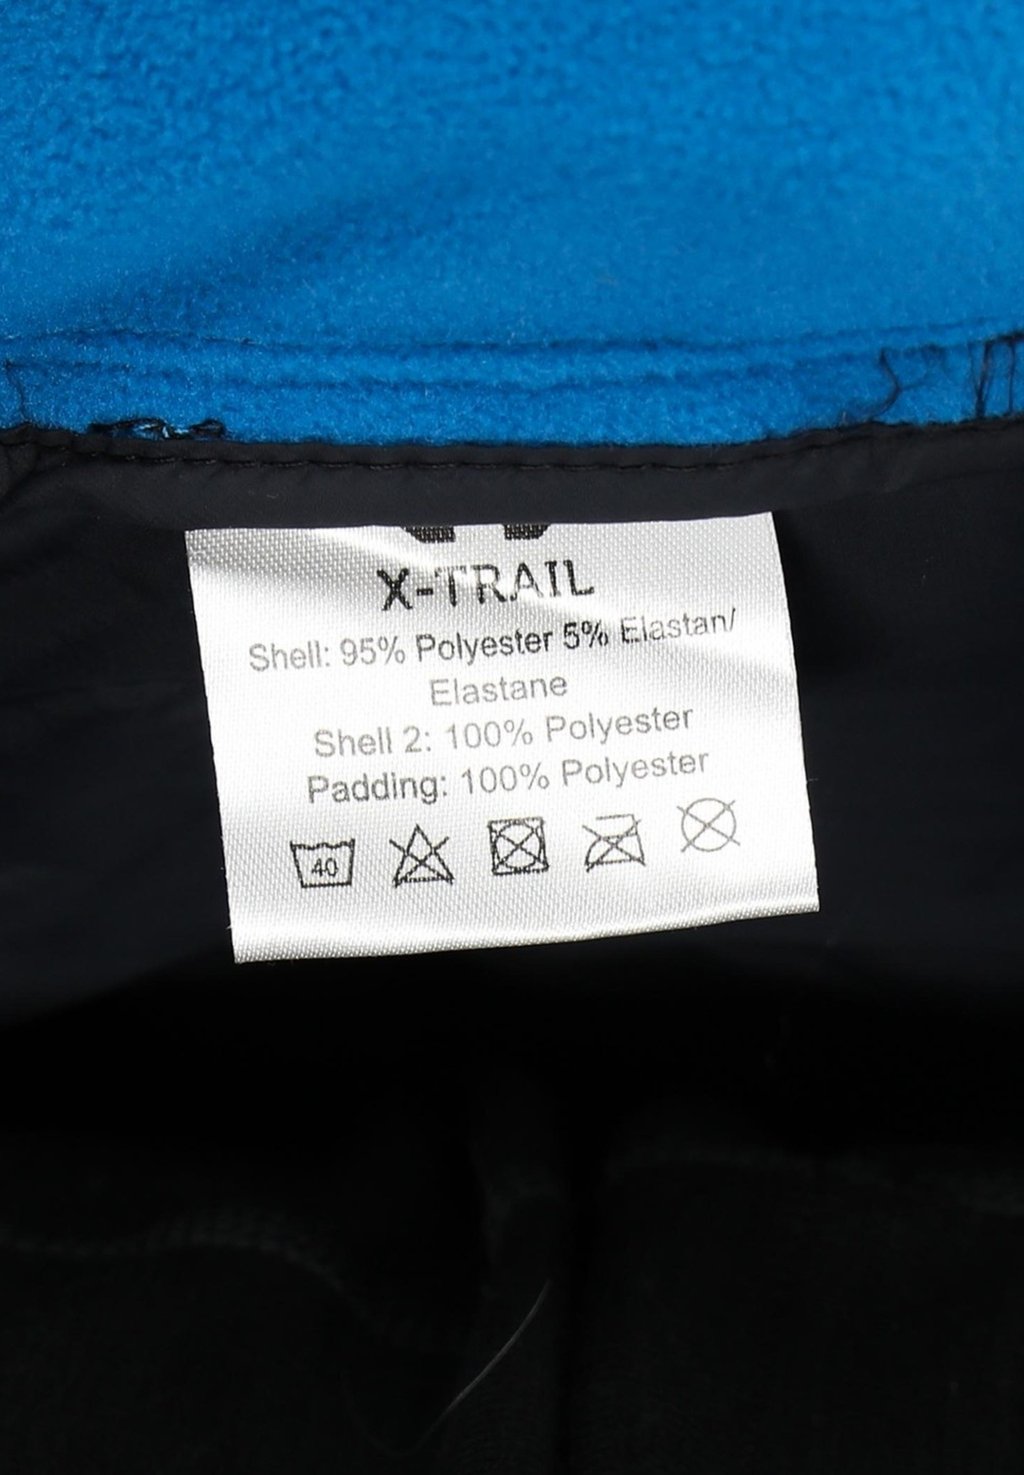 X-TRAIL
Shell: 95% Polyester 5% Elastan/
Elastane
Shell 2: 100% Polyester
Padding: 100% Polyester
40